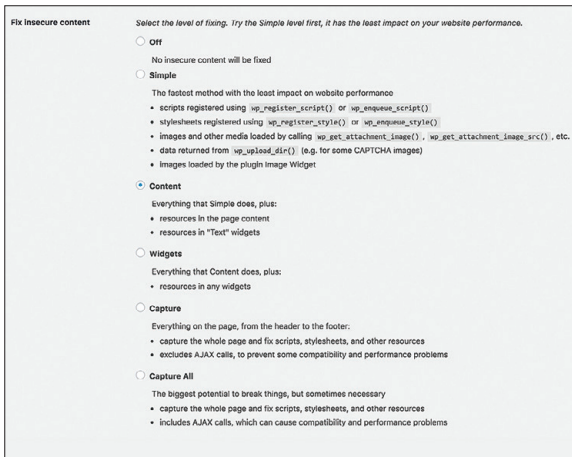 Fix insecure content
Select the level of fixing. Try the Simple level first, it has the least impact on your website performance.
Off
No insecure content will be fixed
Simple
The fastest method with the least impact on website performance
• scripts registered using wp_register_script() or wp_enqueue_script()
• stylesheets registered using wp_register_style() or wp_enqueue_style()
• images and other media loaded by calling wp_get_attachment_image(), wp_get_attachment_image_src(), etc.
• data returned from wp_upload_dir() (e.g. for some CAPTCHA images)
• images loaded by the plugin Image Widget
Content
Everything that Simple does, plus:
• resources in the page content
• resources in "Text" widgets
Widgets
Everything that Content does, plus:
• resources in any widgets
Capture
Everything on the page, from the header to the footer:
• capture the whole page and fix scripts, stylesheets, and other resources
• excludes AJAX calls, to prevent some compatibility and performance problems
Capture All
The biggest potential to break things, but sometimes necessary
• capture the whole page and fix scripts, stylesheets, and other resources
• includes AJAX calls, which can cause compatibility and performance problems